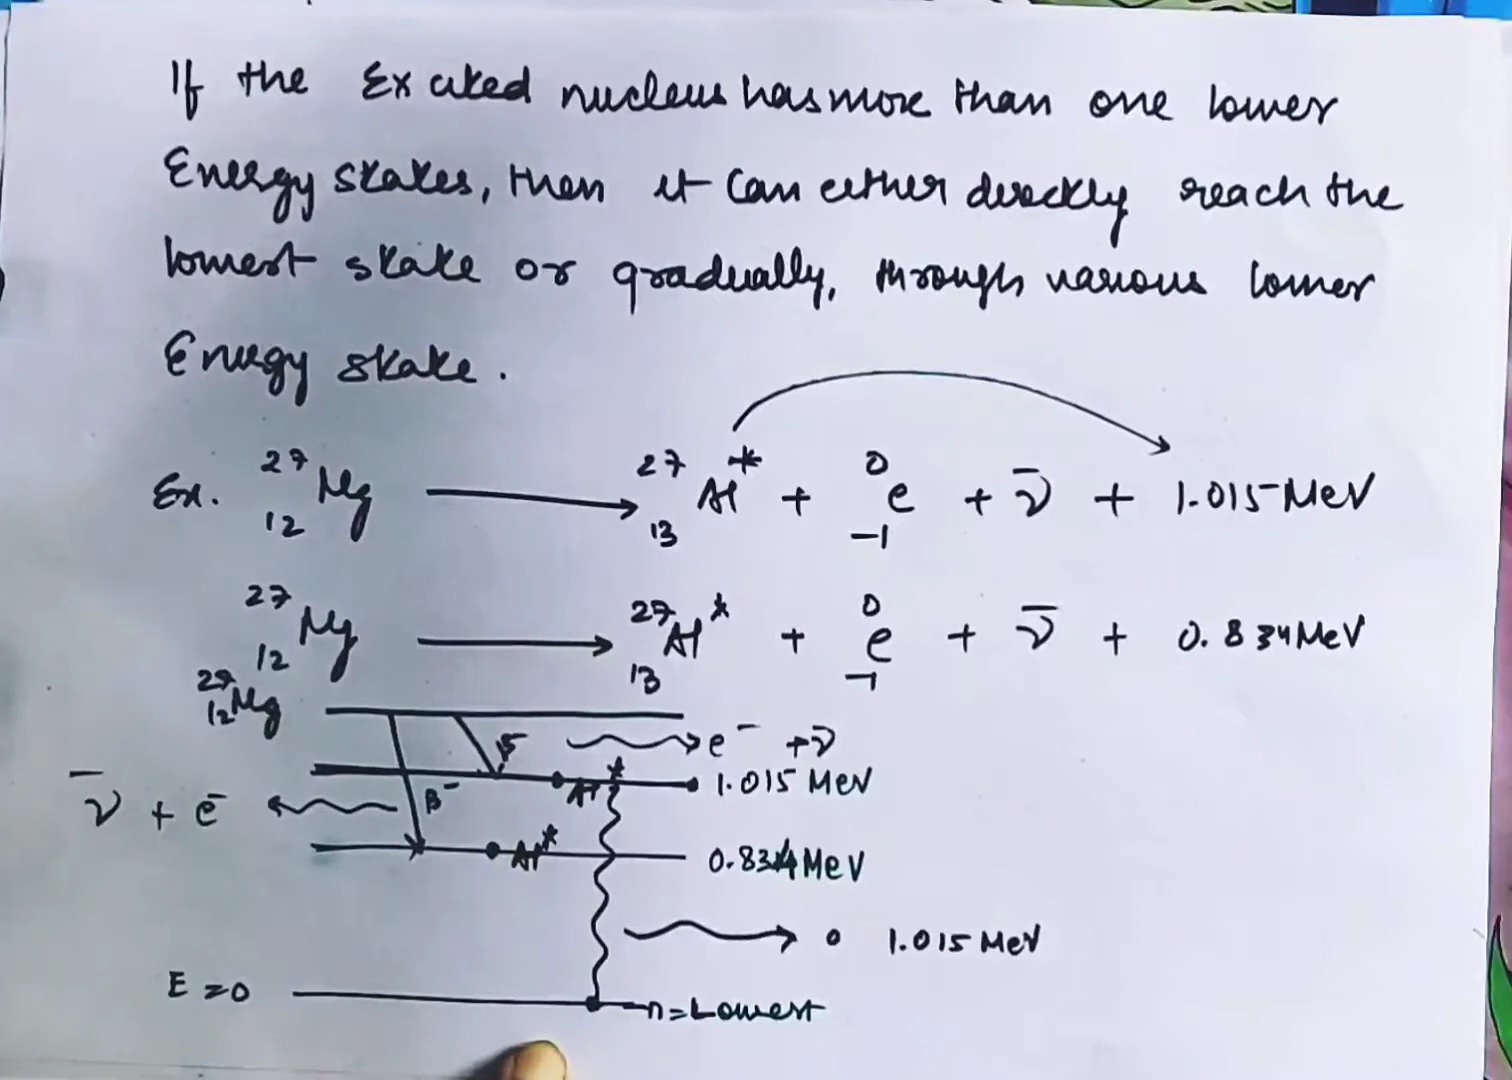 If the Excited nucleus has more than one lower
Energy states, then it can either directly reach the
lowest state or gradually, through various lower
Energy state.
Ex. ²⁷₁₂Mg ⟶ ²⁷₁₃Al* + ⁰₋₁e + ν̄ + 1.015 MeV
²⁷₁₂Mg ⟶ ²⁷₁₃Al* + ⁰₋₁e + ν̄ + 0.834 MeV
²⁷₁₂Mg
β⁻ e⁻ + ν̄
Al* 1.015 MeV
ν̄ + e⁻ β⁻
Al* 0.834 MeV
0 1.015 MeV
E = 0 n = Lowest